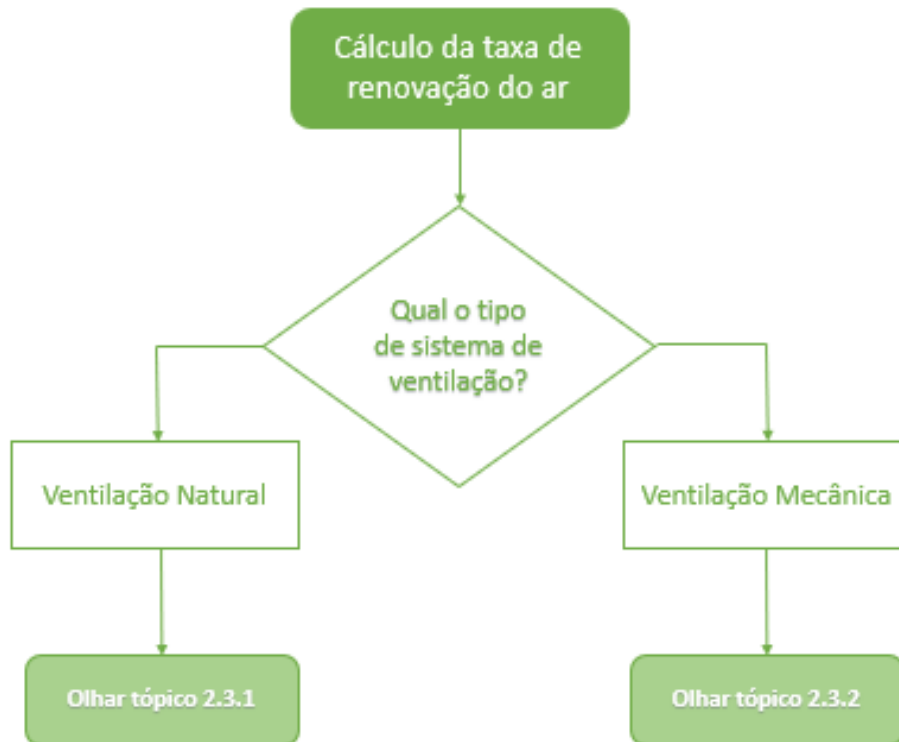 Cálculo da taxa de
renovação do ar
Qual o tipo
de sistema de
ventilação?
Ventilação Natural
Ventilação Mecânica
Olhar tópico 2.3.1
Olhar tópico 2.3.2